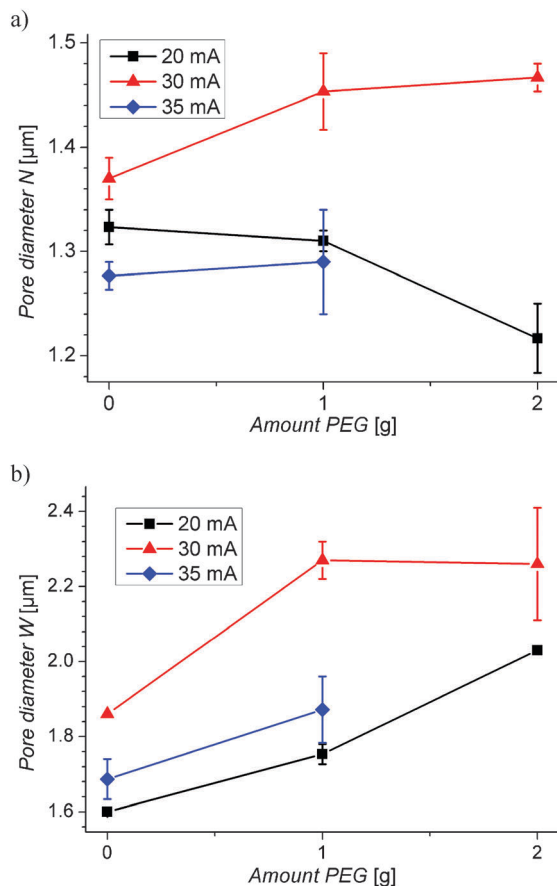 a)
1.5
20 mA
30 mA
35 mA
1.4
1.3
1.2
Pore diameter N [µm]
0
1
2
Amount PEG [g]
b)
2.4
20 mA
30 mA
35 mA
2.2
2.0
1.8
1.6
Pore diameter W [µm]
0
1
2
Amount PEG [g]